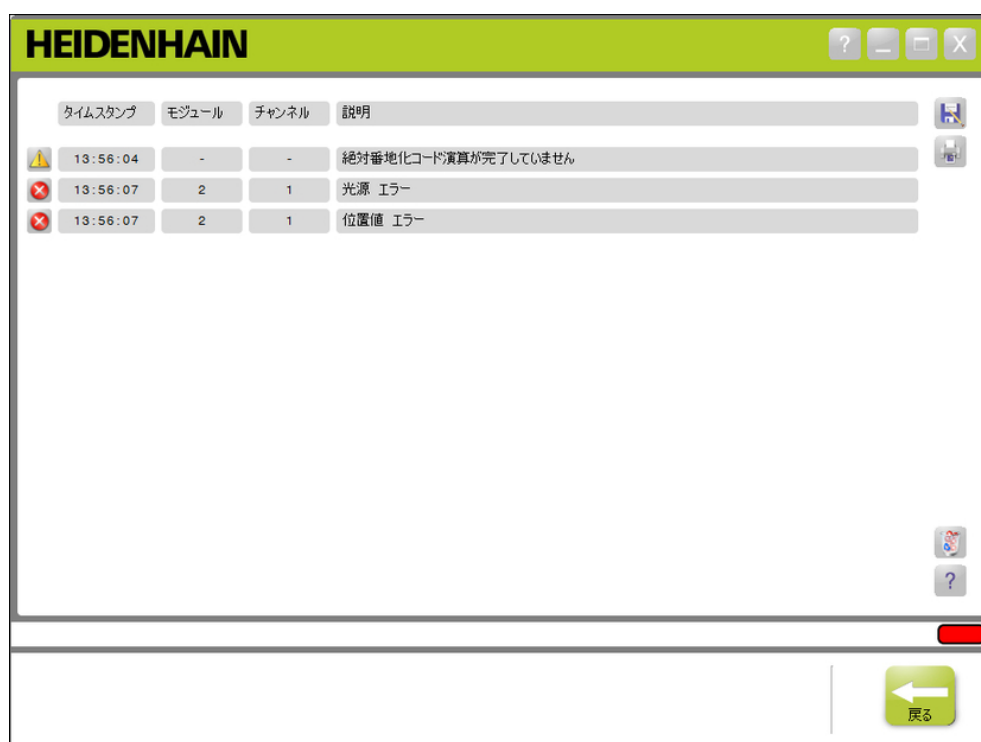 HEIDENHAIN ? X
タイムスタンプ モジュール チャンネル 説明
13:56:04 - - 絶対番地化コード演算が完了していません
13:56:07 2 1 光源 エラー
13:56:07 2 1 位置値 エラー
?
戻る